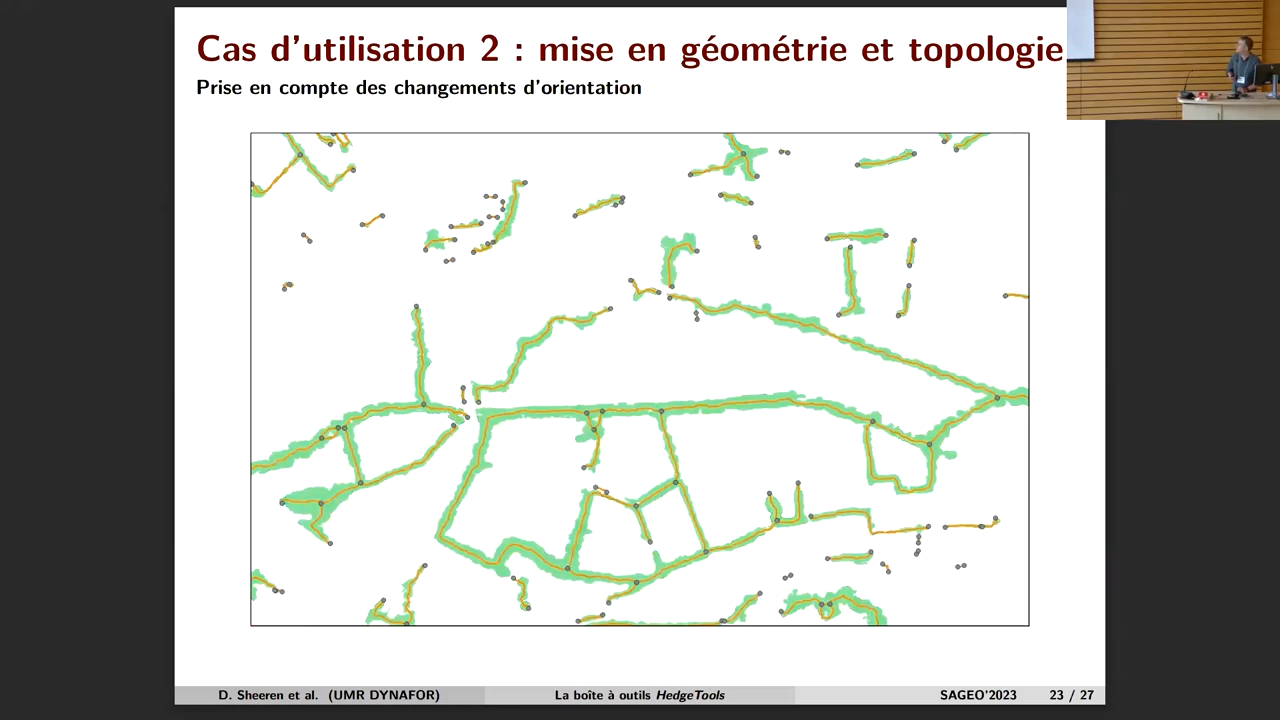 Cas d'utilisation 2 : mise en géométrie et topologie
Prise en compte des changements d'orientation
D. Sheeren et al. (UMR DYNAFOR)
La boîte à outils HedgeTools
SAGEO'2023 23 / 27